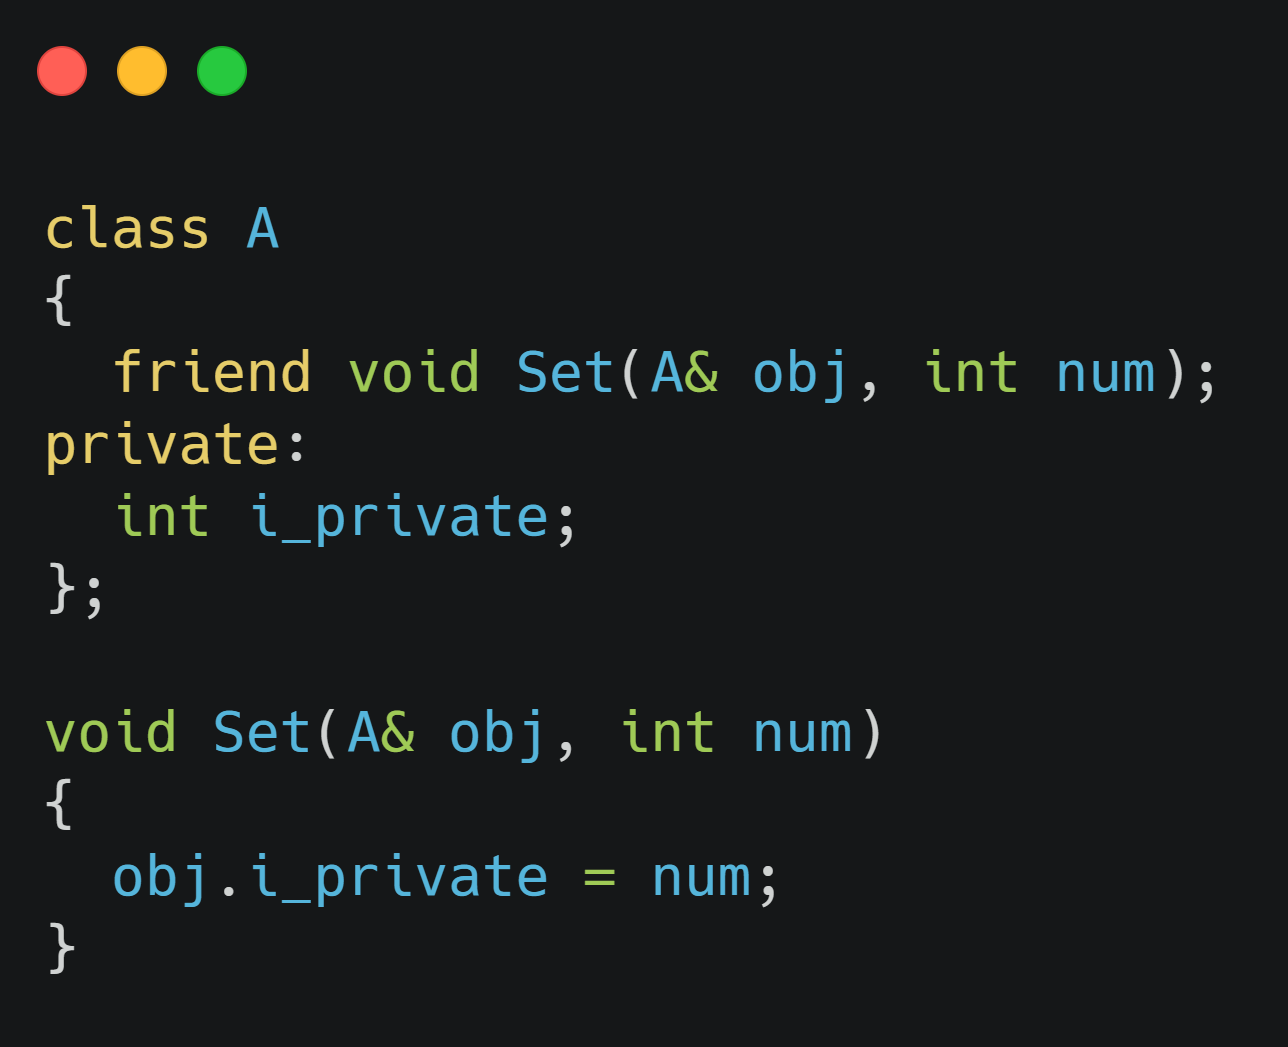 class A
{
  friend void Set(A& obj, int num);
private:
  int i_private;
};

void Set(A& obj, int num)
{
  obj.i_private = num;
}